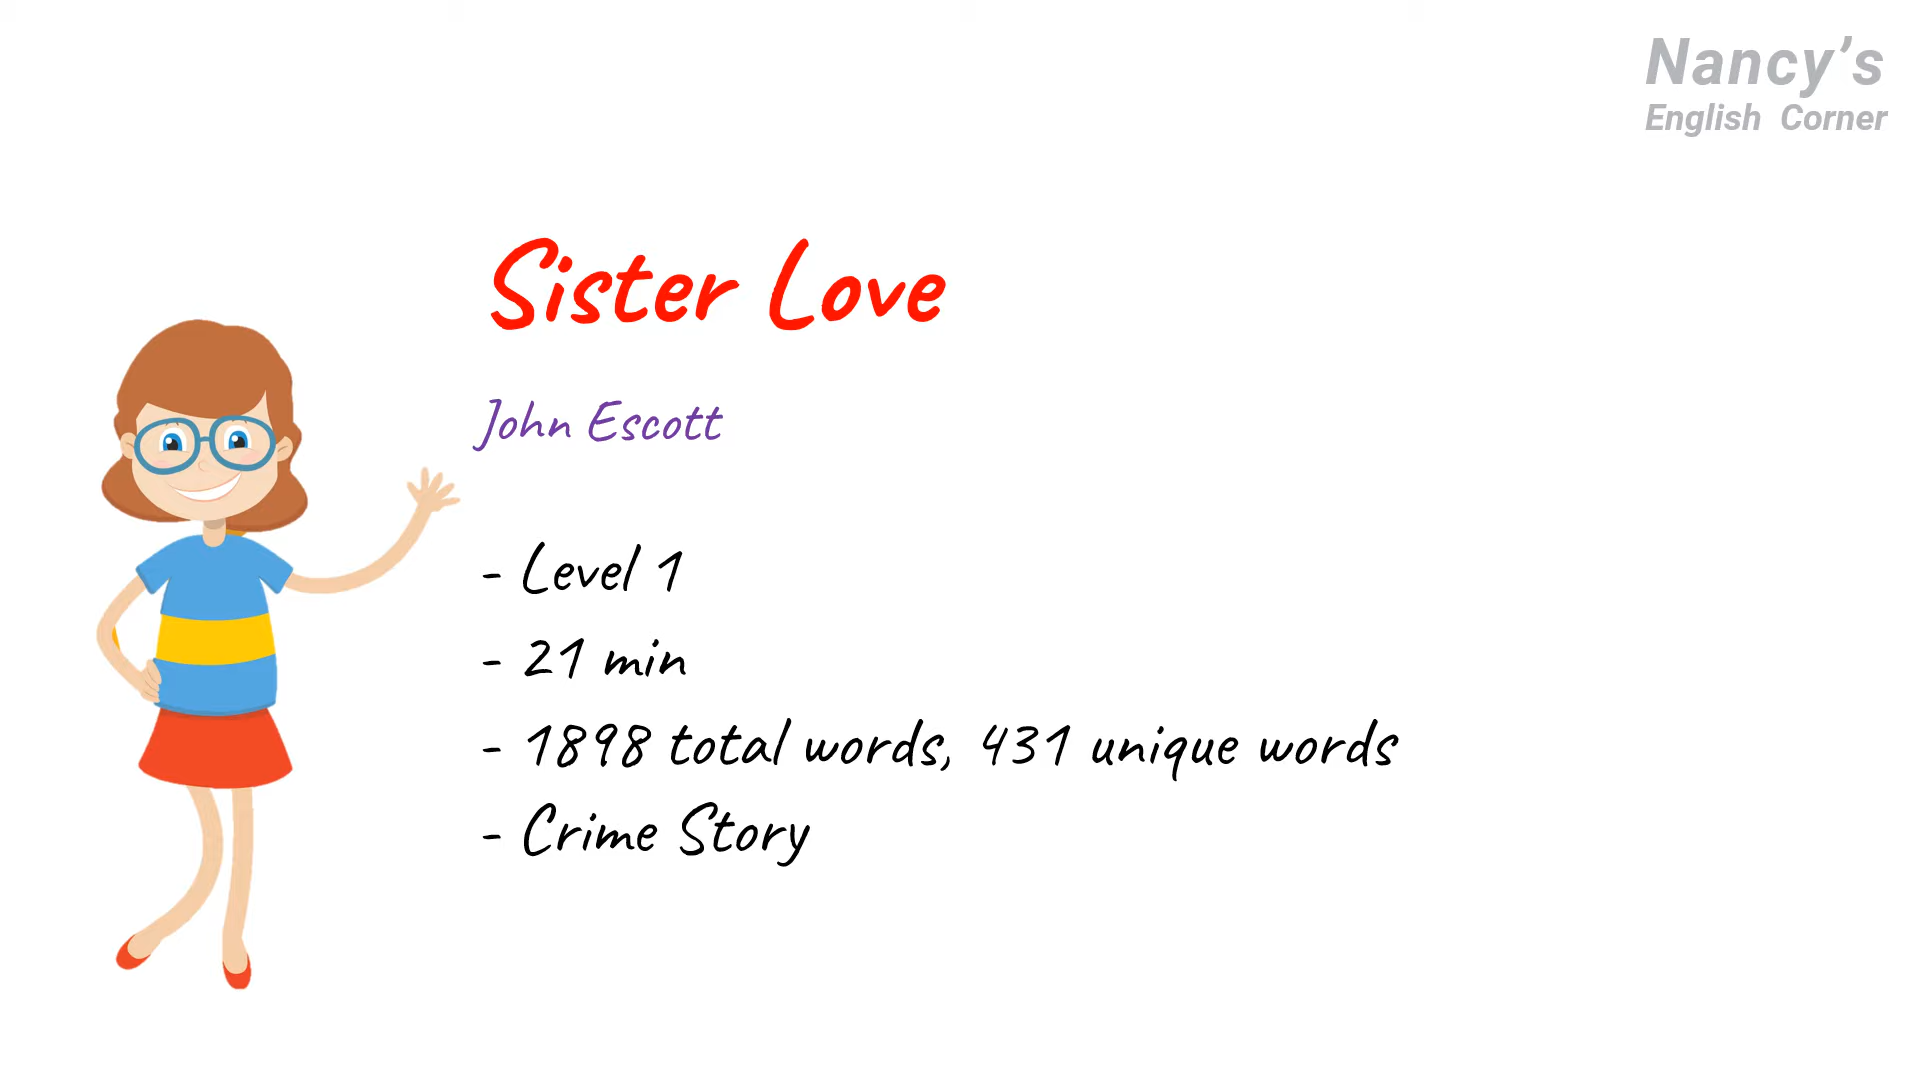 Nancy’s
English Corner
Sister Love
John Escott
- Level 1
- 21 min
- 1898 total words, 431 unique words
- Crime Story